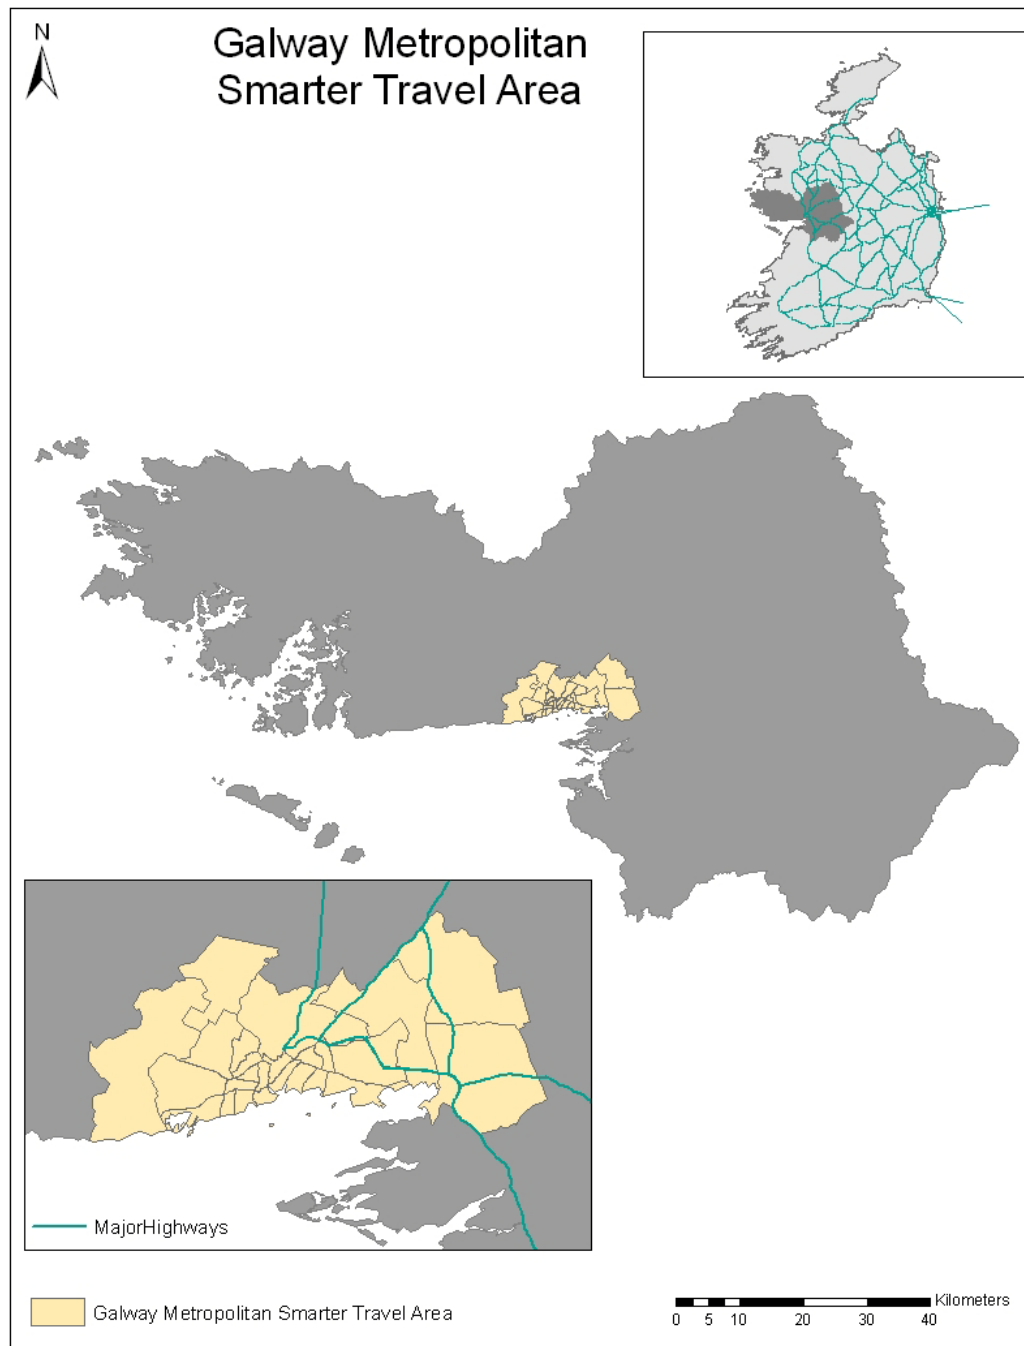 N
Galway Metropolitan
Smarter Travel Area
MajorHighways
Galway Metropolitan Smarter Travel Area
Kilometers
0 5 10 20 30 40